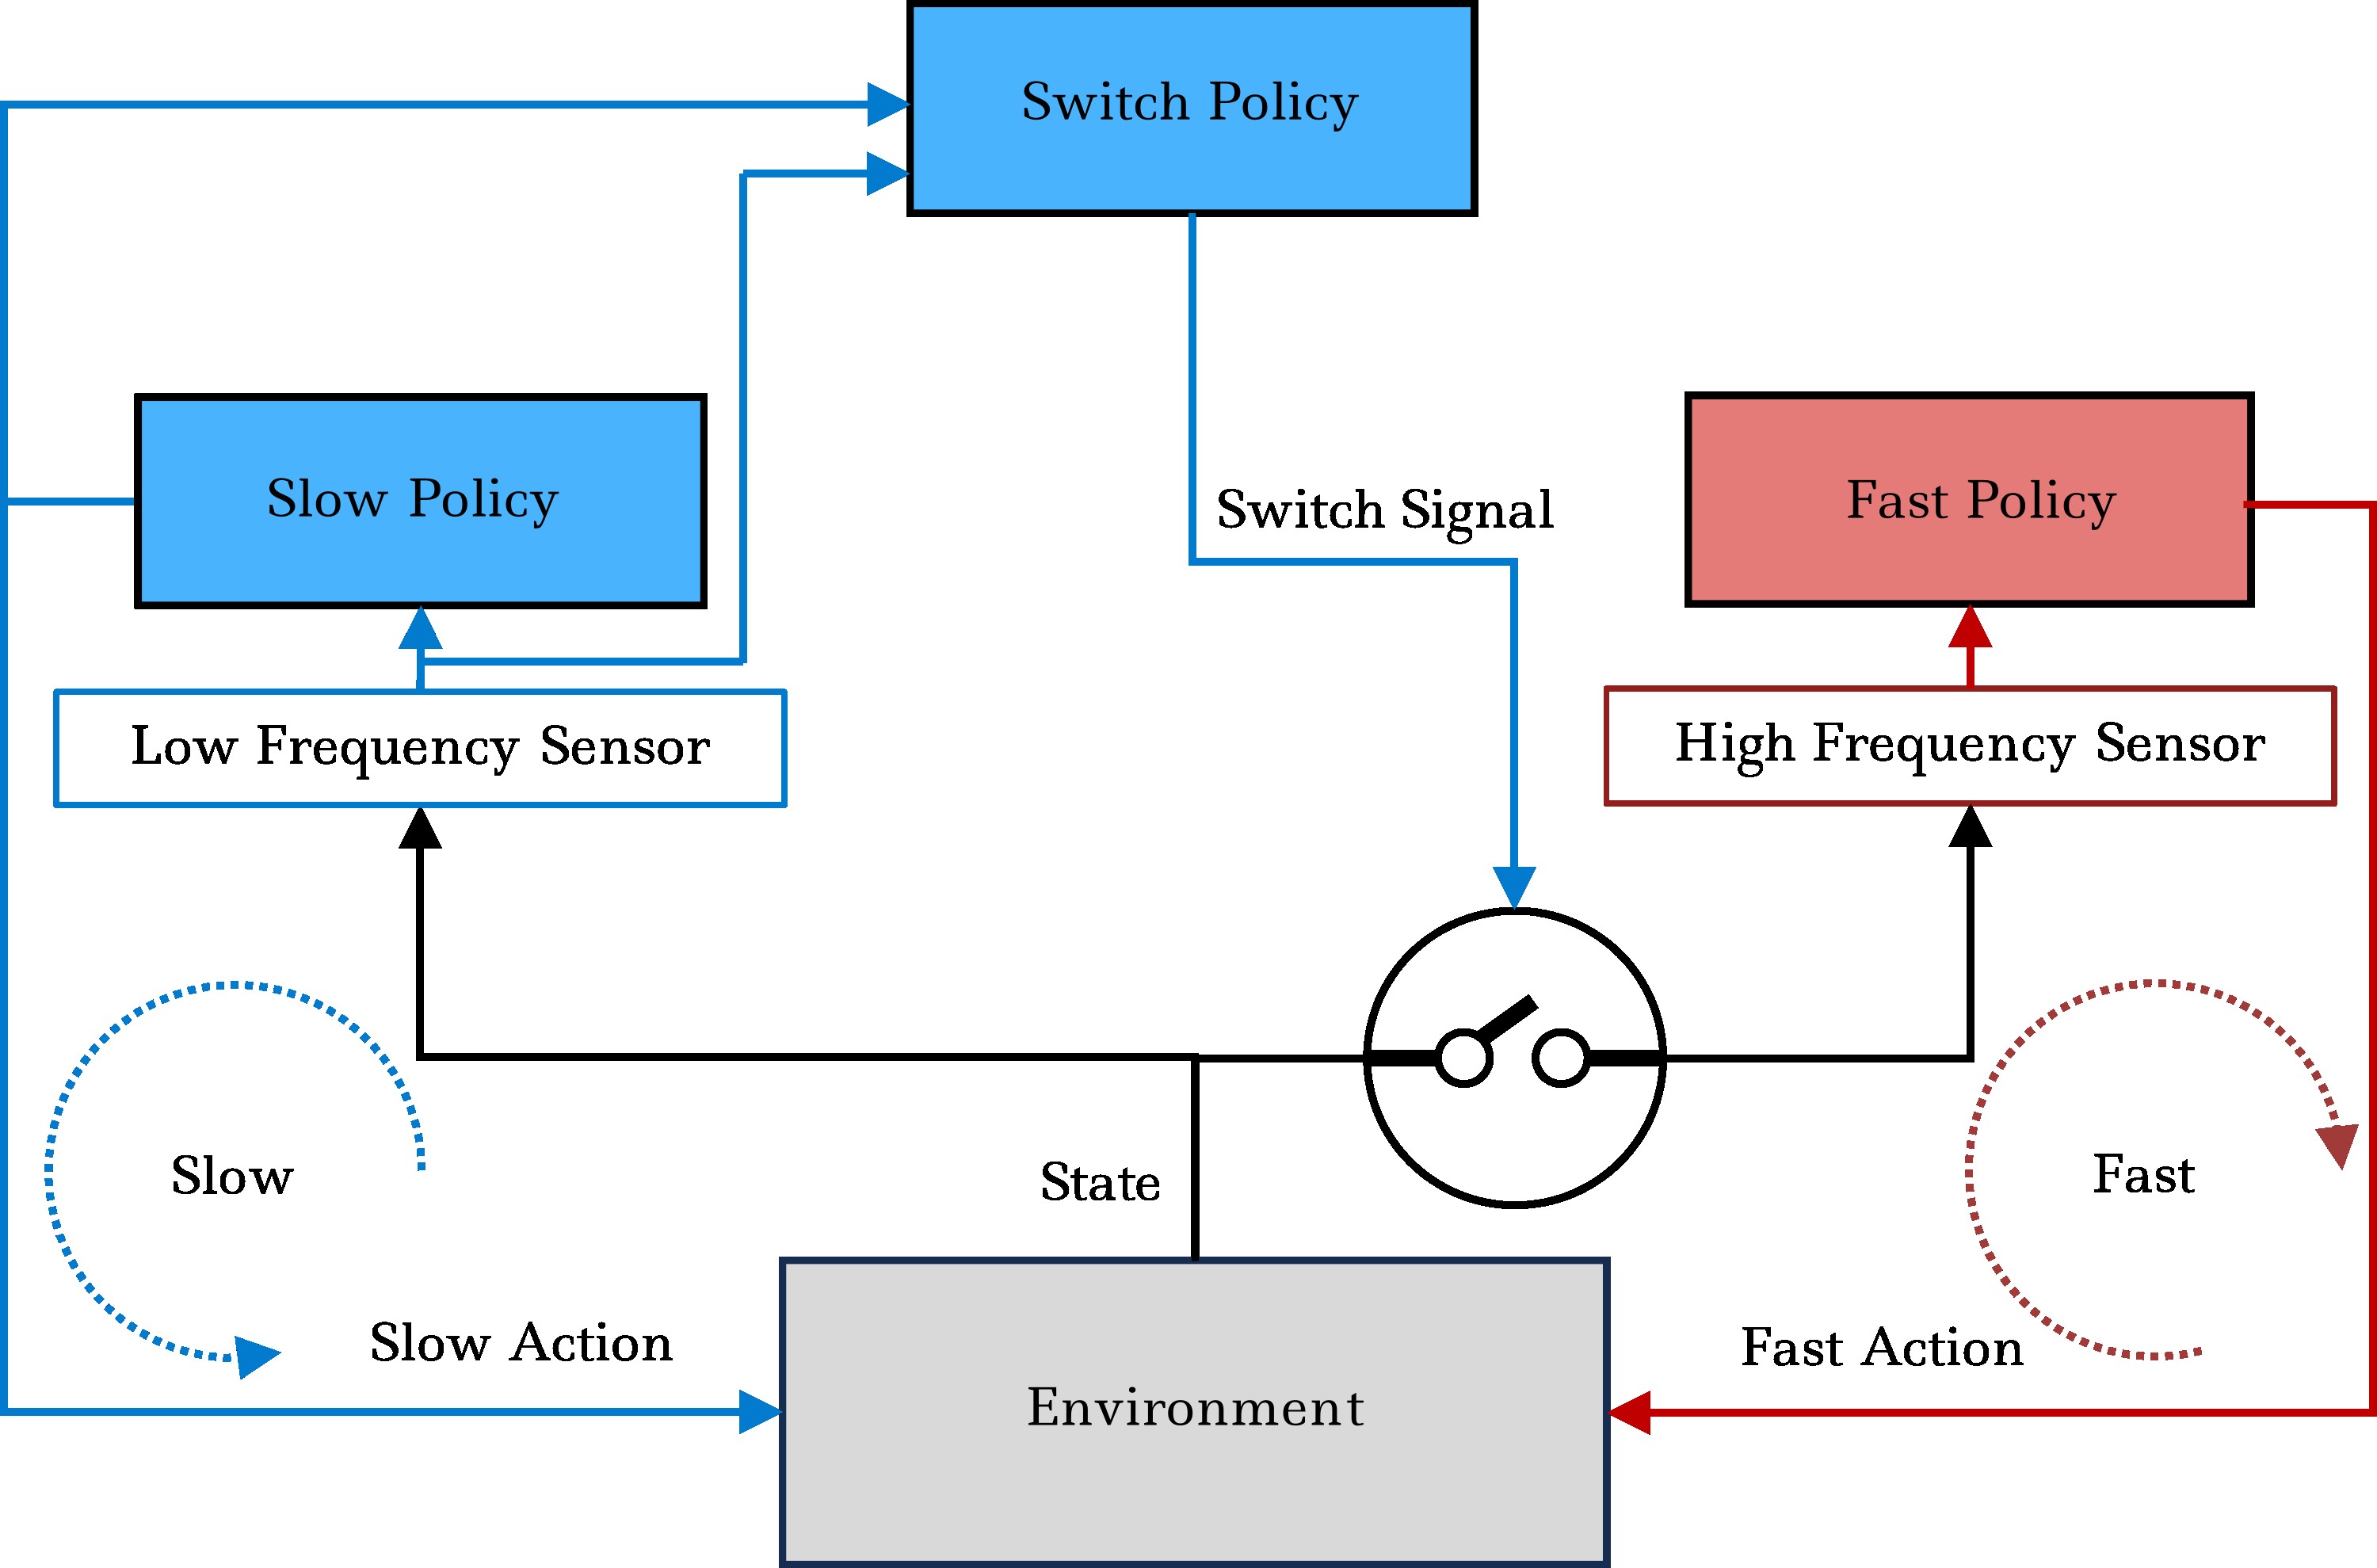 Switch Policy
Slow Policy
Switch Signal
Fast Policy
Low Frequency Sensor
High Frequency Sensor
Slow
State
Fast
Slow Action
Fast Action
Environment